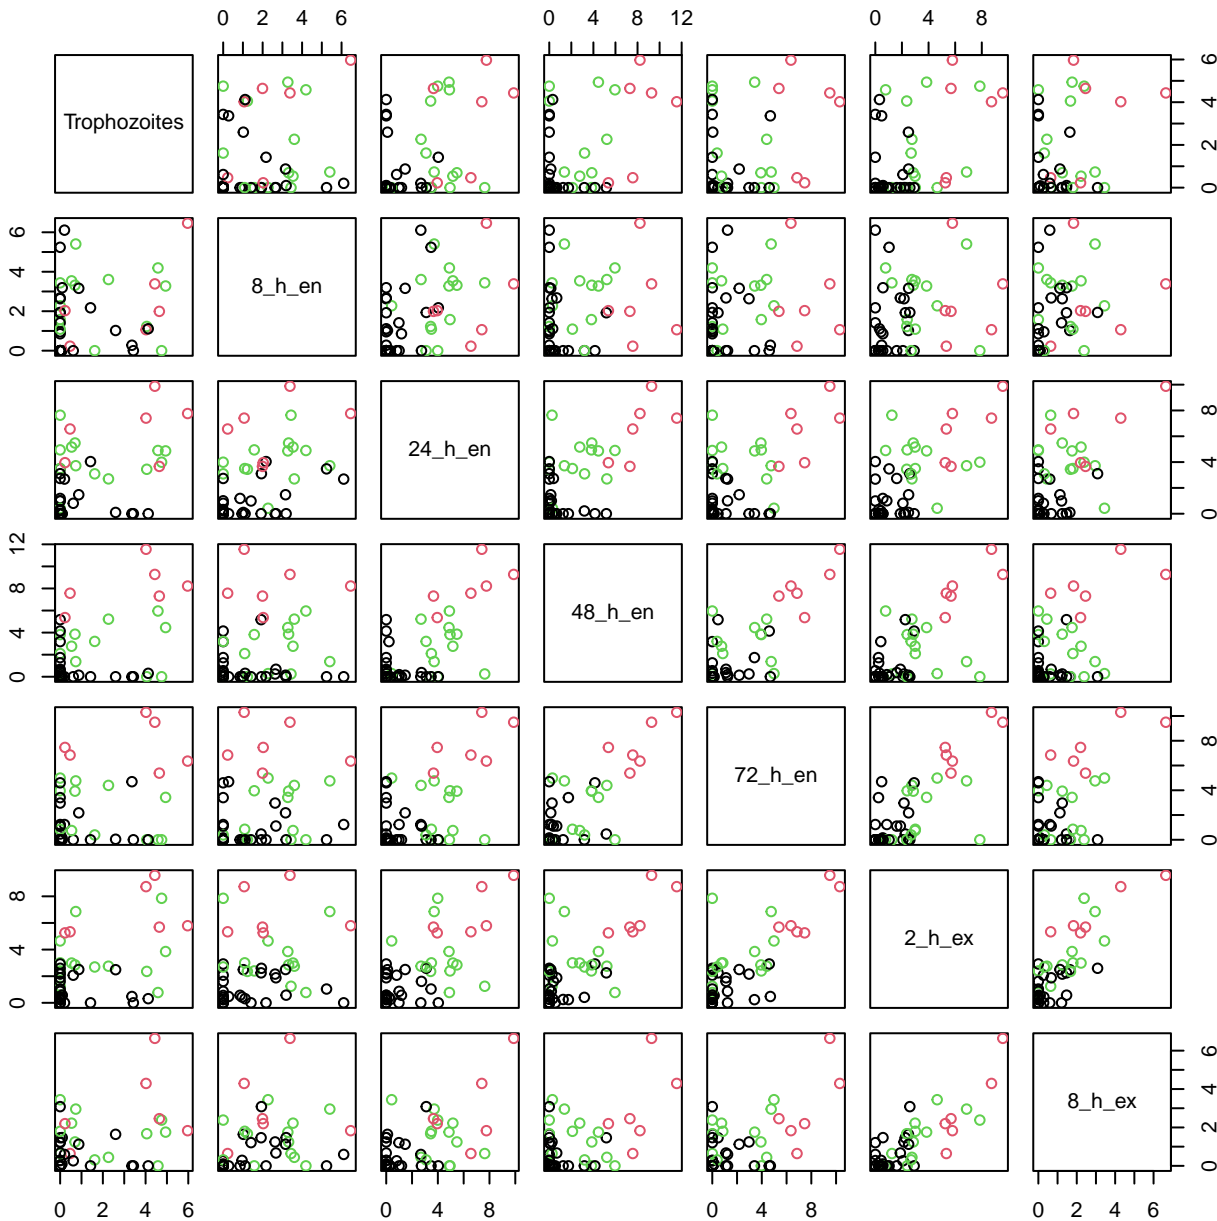 0 2 4 6 0 4 8 12 0 4 8
Trophozoites 0 2 4 6
0 2 4 6 8_h_en
24_h_en 0 4 8
0 4 8 12 48_h_en
72_h_en 0 4 8
0 4 8 2_h_ex
8_h_ex 0 2 4 6
0 2 4 6 0 4 8 0 4 8 0 2 4 6